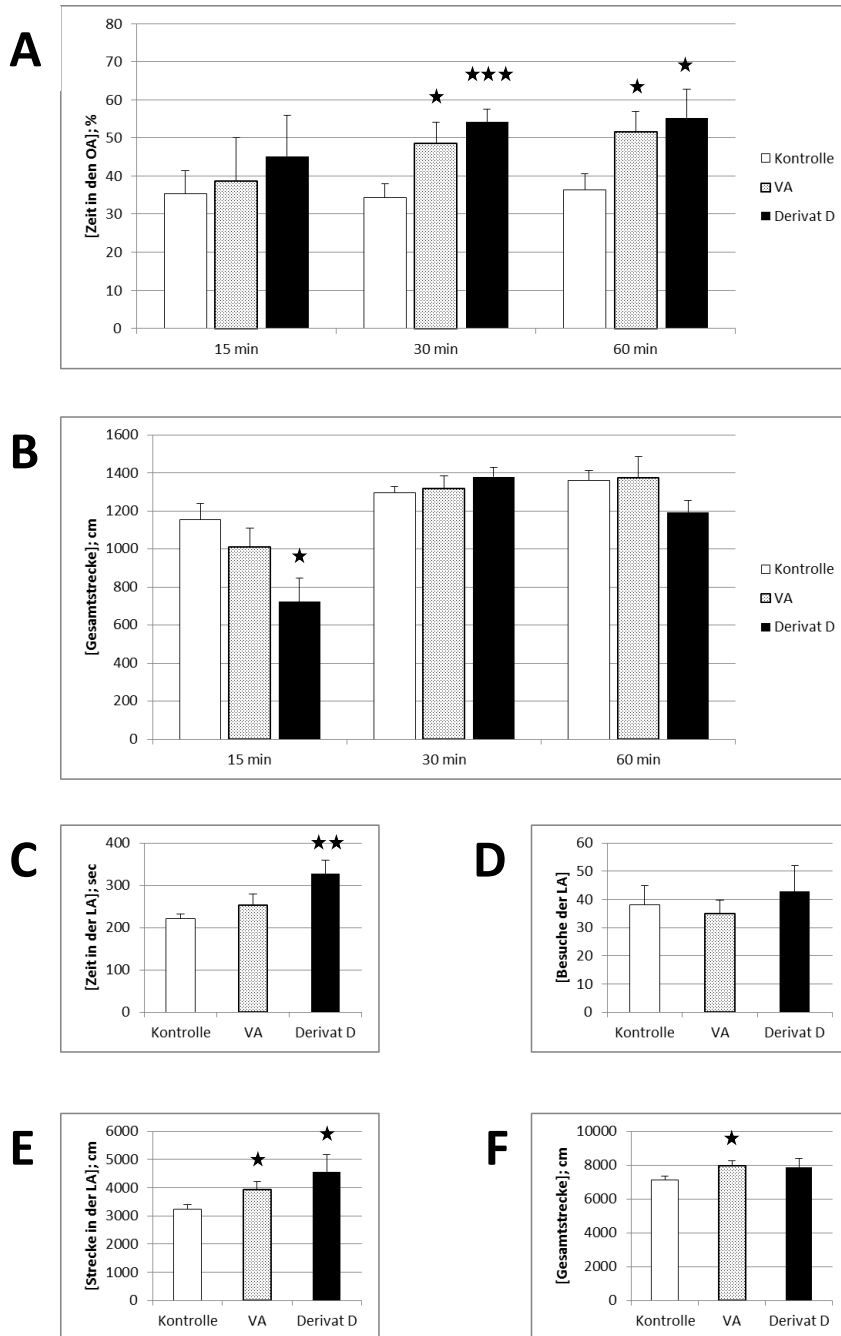 A
[Zeit in den OA]; %
80
70
60
50
40
30
20
10
0
★
★★★
★
★
15 min
30 min
60 min
Kontrolle
VA
Derivat D
B
[Gesamtstrecke]; cm
1600
1400
1200
1000
800
600
400
200
0
★
15 min
30 min
60 min
Kontrolle
VA
Derivat D
C
[Zeit in der LA]; sec
400
300
200
100
0
★★
Kontrolle
VA
Derivat D
D
[Besuche der LA]
60
50
40
30
20
10
0
Kontrolle
VA
Derivat D
E
[Strecke in der LA]; cm
6000
5000
4000
3000
2000
1000
0
★
★
Kontrolle
VA
Derivat D
F
[Gesamtstrecke]; cm
10000
8000
6000
4000
2000
0
★
Kontrolle
VA
Derivat D